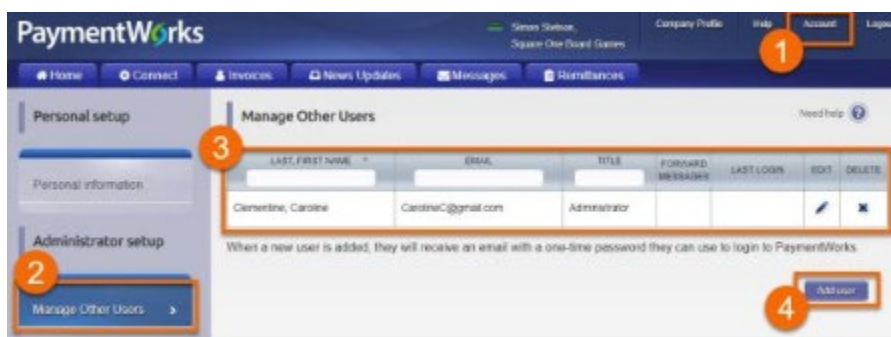 PaymentWorks
Simon Stetson,
Square One Board Games
Company Profile
Help
Account
Logout
1
Home
Connect
Invoices
News Updates
Messages
Remittances
Personal setup
Manage Other Users
Need help
3
LAST, FIRST NAME
EMAIL
TITLE
FORWARD
MESSAGES
LAST LOGIN
EDIT
DELETE
Personal information
Clementine, Caroline
CarolineC@gmail.com
Administrator
Administrator setup
When a new user is added, they will receive an email with a one-time password they can use to login to PaymentWorks.
2
Manage Other Users
Add user
4